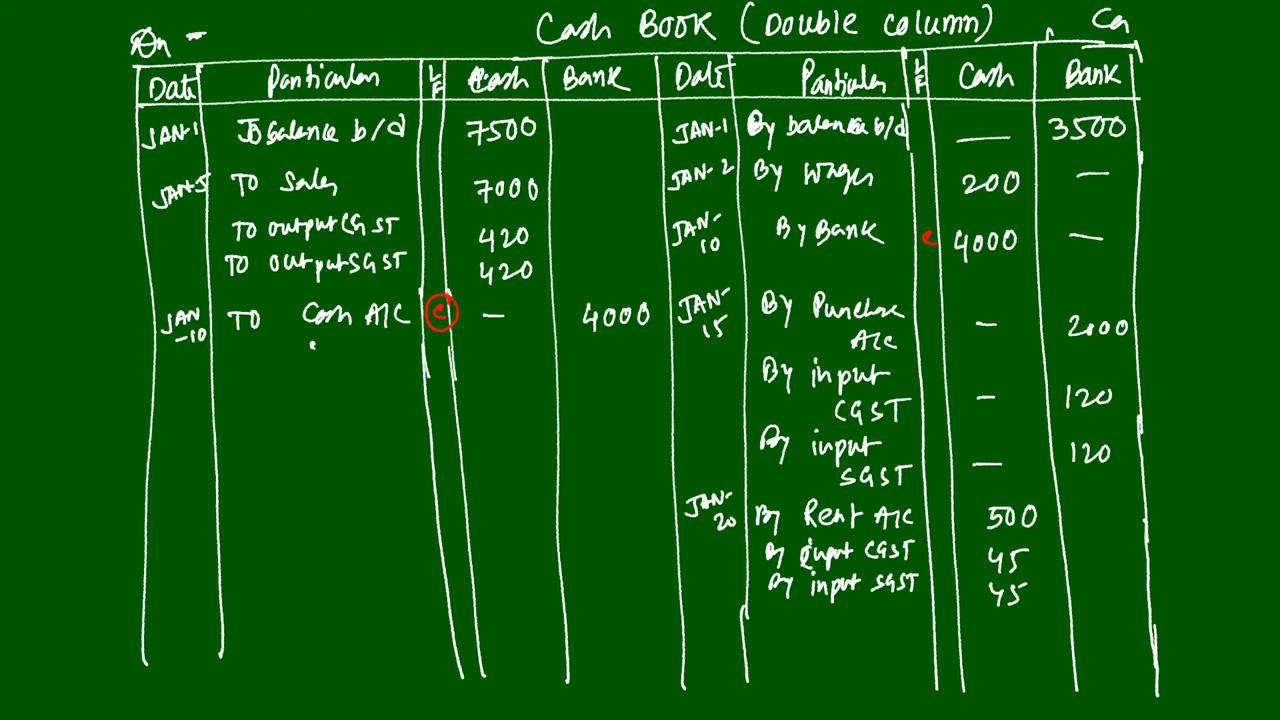 Cash BOOK (Double column)
Dr - Cr
Date Particulars L.F Cash Bank Date Particulars L.F Cash Bank
JAN-1 To balance b/d 7500 JAN-1 By balance b/d — 3500
JAN-5 TO Sales 7000 JAN-2 By Wages 200 —
TO output CGST 420 JAN-10 By Bank C 4000 —
TO output SGST 420
JAN-10 TO Cash A/C C — 4000 JAN-15 By Purchase A/c — 2000
By input CGST — 120
By input SGST — 120
JAN-20 By Rent A/C 500
By input CGST 45
By input SGST 45